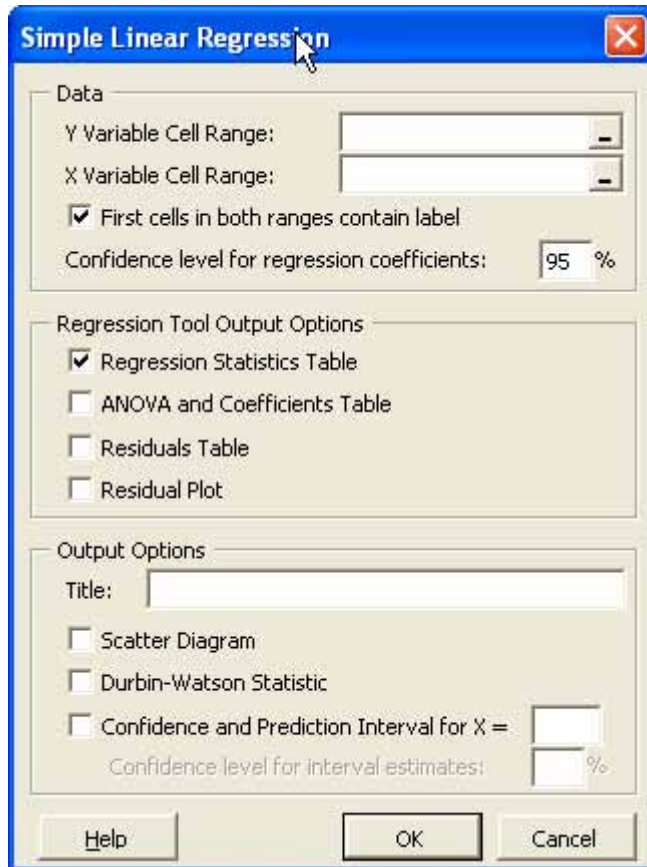 Simple Linear Regression
Data
Y Variable Cell Range:
X Variable Cell Range:
First cells in both ranges contain label
Confidence level for regression coefficients: 95 %
Regression Tool Output Options
Regression Statistics Table
ANOVA and Coefficients Table
Residuals Table
Residual Plot
Output Options
Title:
Scatter Diagram
Durbin-Watson Statistic
Confidence and Prediction Interval for X =
Confidence level for interval estimates: %
Help OK Cancel